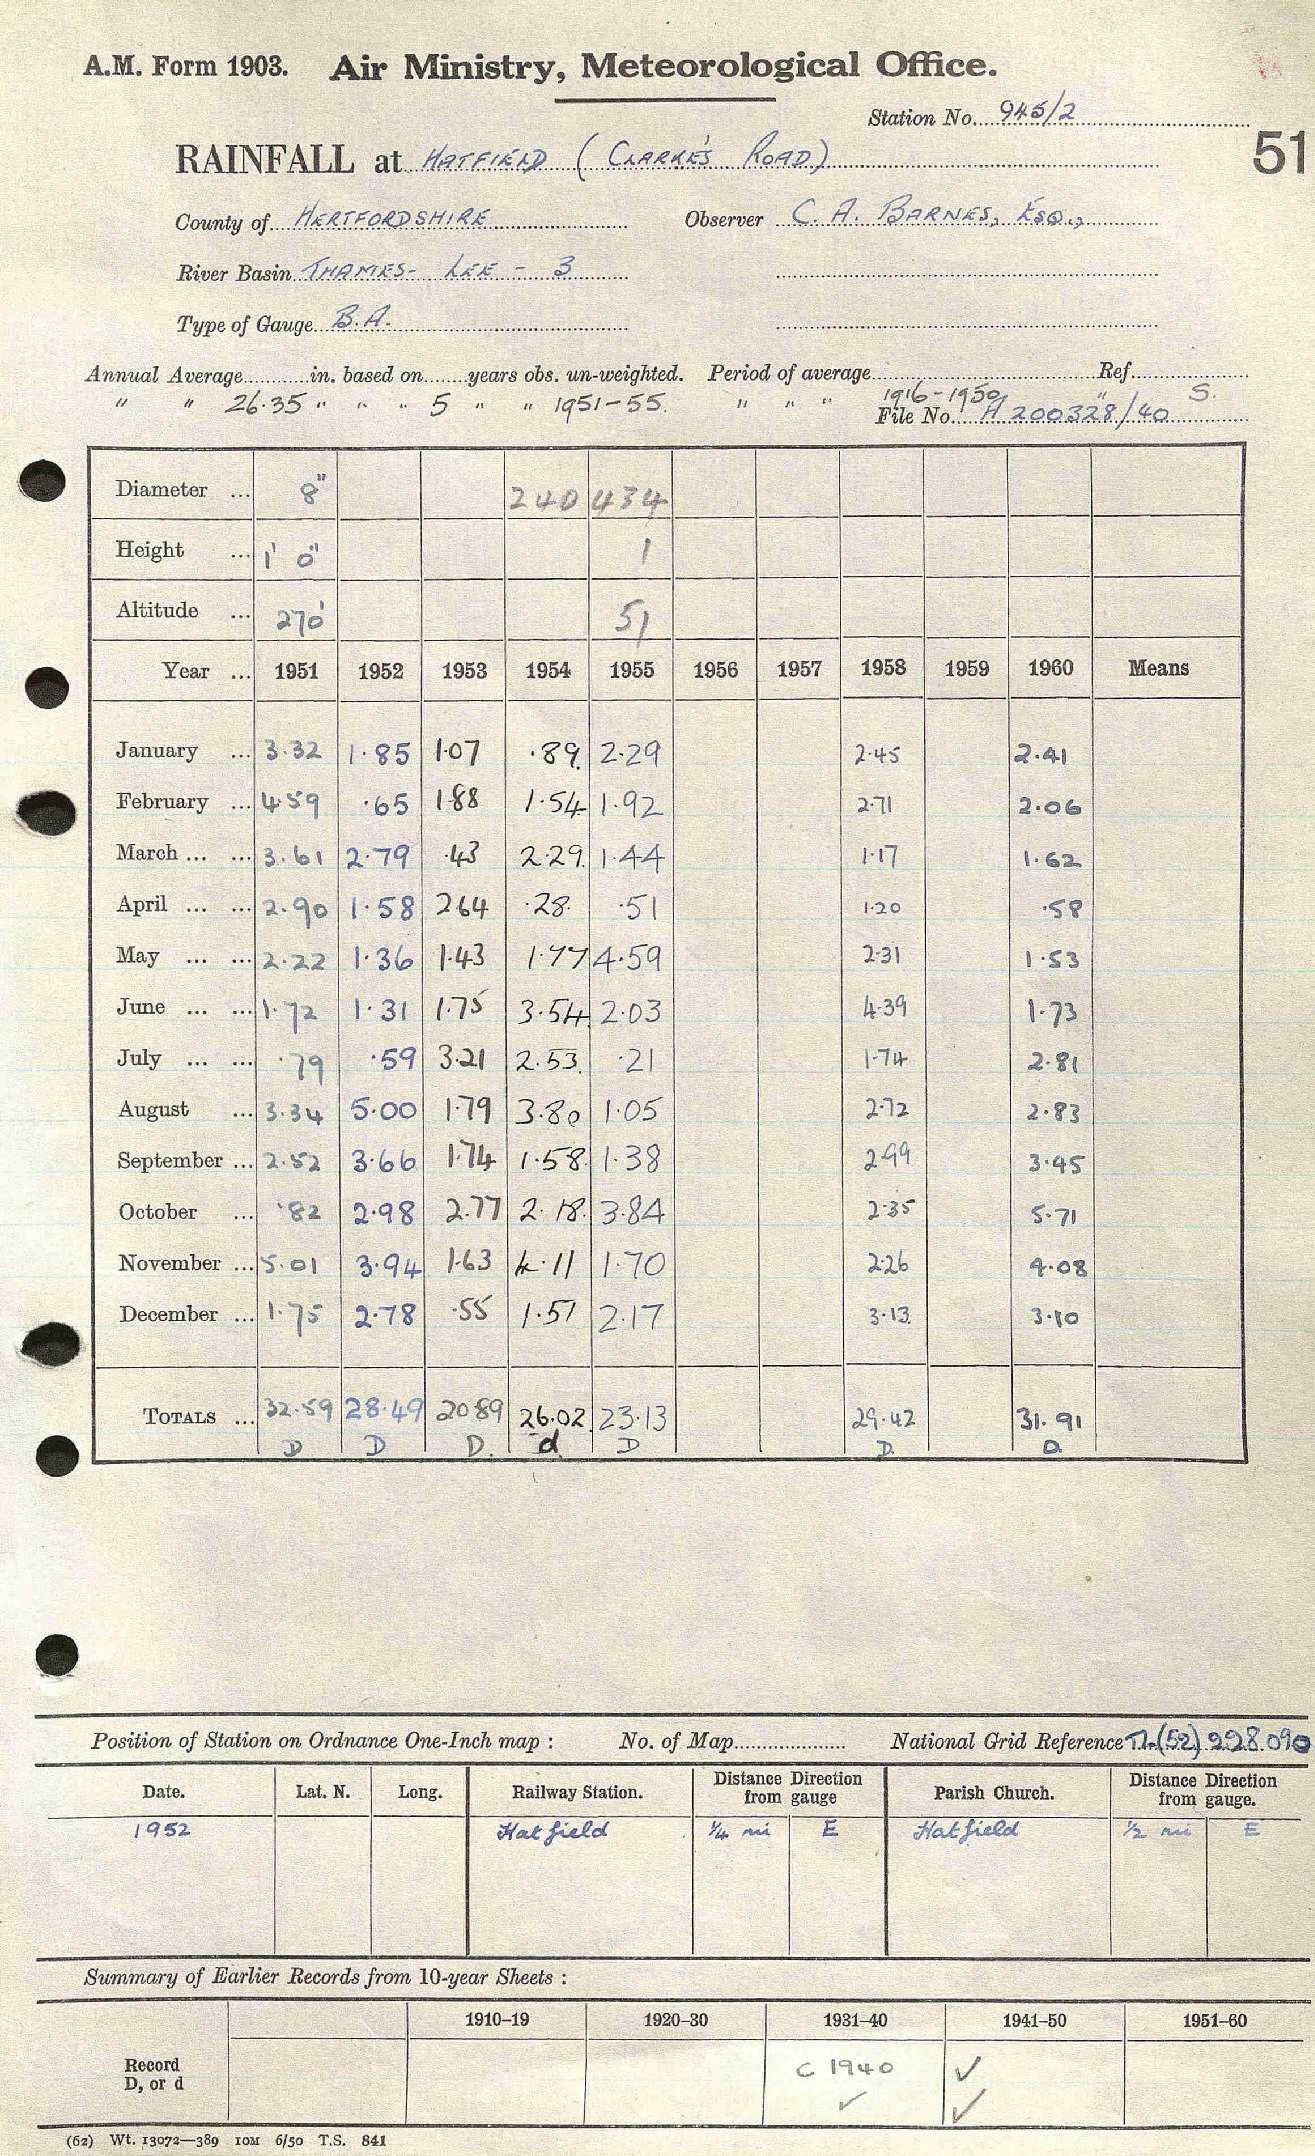 A.M. Form 1903. Air Ministry, Meteorological Office.
Station No. 945/2
RAINFALL at HATFIELD (CLARKE'S ROAD)
51
County of HERTFORDSHIRE Observer C. A. BARNES, ESQ.,
River Basin THAMES - LEE - 3
Type of Gauge B.A.
Annual Average in. based on years obs. un-weighted. Period of average Ref.
" " 26.35 " " " 5 " " 1951-55. " " " 1916-1950 " S.
File No. A 200328/40
Diameter ... 8" 240 434
Height ... 1' 0" 1
Altitude ... 270' 51
Year ... 1951 1952 1953 1954 1955 1956 1957 1958 1959 1960 Means
January ... 3.32 1.85 1.07 .89 2.29 2.45 2.41
February ... 4.59 .65 1.88 1.54 1.92 2.71 2.06
March ... ... 3.61 2.79 .43 2.29 1.44 1.17 1.62
April ... ... 2.90 1.58 2.64 .28 .51 1.20 .58
May ... ... 2.22 1.36 1.43 1.77 4.59 2.31 1.53
June ... ... 1.72 1.31 1.75 3.54 2.03 4.39 1.73
July ... ... .79 .59 3.21 2.53 .21 1.74 2.81
August ... 3.34 5.00 1.79 3.80 1.05 2.72 2.83
September ... 2.52 3.66 1.74 1.58 1.38 2.99 3.45
October ... .82 2.98 2.77 2.18 3.84 2.35 5.71
November ... 5.01 3.94 1.63 4.11 1.70 2.26 4.08
December ... 1.75 2.78 .55 1.51 2.17 3.13 3.10
TOTALS ... 32.59 28.49 20.89 26.02 23.13 29.42 31.91
D D D. d D D. D.
Position of Station on Ordnance One-Inch map : No. of Map National Grid Reference TL(52) 228 090
Date. Lat. N. Long. Railway Station. Distance from Direction gauge Parish Church. Distance from Direction gauge.
1952 Hatfield 1/4 mi E Hatfield 1/2 mi E
Summary of Earlier Records from 10-year Sheets :
1910–19 1920–30 1931–40 1941–50 1951–60
Record D, or d C 1940 ✓
✓ ✓
(62) Wt. 13072—389 10M 6/50 T.S. 841